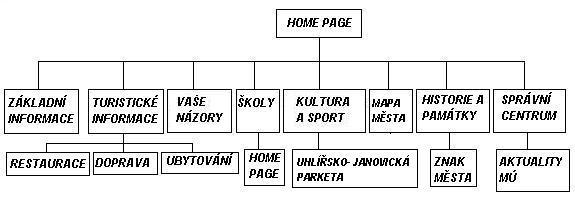 HOME PAGE
ZÁKLADNÍ
INFORMACE
TURISTICKÉ
INFORMACE
VAŠE
NÁZORY
ŠKOLY
KULTURA
A SPORT
MAPA
MĚSTA
HISTORIE A
PAMÁTKY
SPRÁVNÍ
CENTRUM
RESTAURACE
DOPRAVA
UBYTOVÁNÍ
HOME
PAGE
UHLÍŘSKO- JANOVICKÁ
PARKETA
ZNAK
MĚSTA
AKTUALITY
MÚ